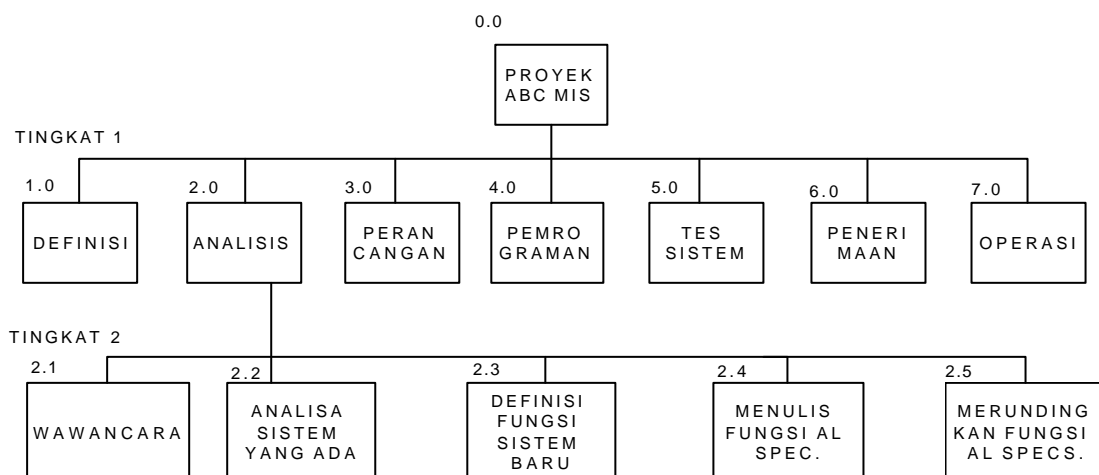 0.0
PROYEK
ABC MIS
TINGKAT 1
1.0
DEFINISI
2.0
ANALISIS
3.0
PERAN
CANGAN
4.0
PEMRO
GRAMAN
5.0
TES
SISTEM
6.0
PENERI
MAAN
7.0
OPERASI
TINGKAT 2
2.1
WAWANCARA
2.2
ANALISA
SISTEM
YANG ADA
2.3
DEFINISI
FUNGSI
SISTEM
BARU
2.4
MENULIS
FUNGSI AL
SPEC.
2.5
MERUNDING
KAN FUNGSI
AL SPECS.